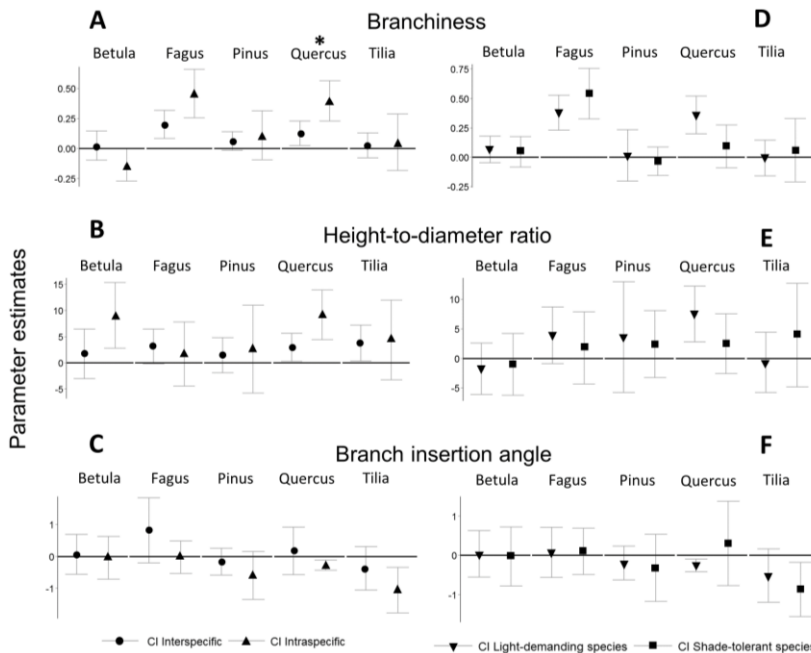 A Branchiness D
*
Betula Fagus Pinus Quercus Tilia Betula Fagus Pinus Quercus Tilia
0.75
0.50 0.50
0.25 0.25
0.00 0.00
-0.25 -0.25
B Height-to-diameter ratio E
Betula Fagus Pinus Quercus Tilia Betula Fagus Pinus Quercus Tilia
15
10 10
5 5
0 0
-5 -5
Parameter estimates
C Branch insertion angle F
Betula Fagus Pinus Quercus Tilia Betula Fagus Pinus Quercus Tilia
1 1
0 0
-1 -1
CI Interspecific CI Intraspecific CI Light-demanding species CI Shade-tolerant species